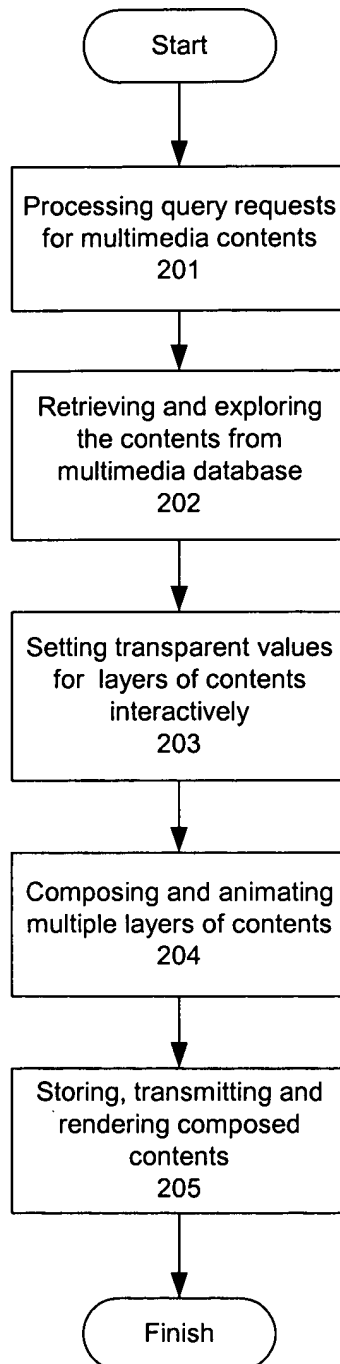 Start
Processing query requests
for multimedia contents
201
Retrieving and exploring
the contents from
multimedia database
202
Setting transparent values
for layers of contents
interactively
203
Composing and animating
multiple layers of contents
204
Storing, transmitting and
rendering composed
contents
205
Finish